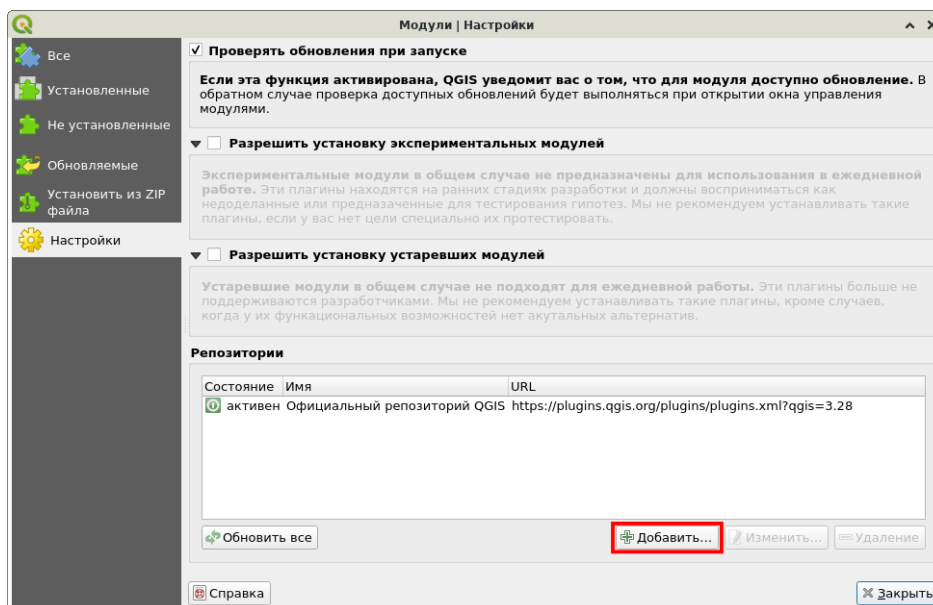 Модули | Настройки
Все
Установленные
Не установленные
Обновляемые
Установить из ZIP
файла
Настройки
Проверять обновления при запуске
Если эта функция активирована, QGIS уведомит вас о том, что для модуля доступно обновление. В
обратном случае проверка доступных обновлений будет выполняться при открытии окна управления
модулями.
Разрешить установку экспериментальных модулей
Экспериментальные модули в общем случае не предназначены для использования в ежедневной
работе. Эти плагины находятся на ранних стадиях разработки и должны восприниматься как
недоделанные или предназначенные для тестирования гипотез. Мы не рекомендуем устанавливать такие
плагины, если у вас нет цели специально их протестировать.
Разрешить установку устаревших модулей
Устаревшие модули в общем случае не подходят для ежедневной работы. Эти плагины больше не
поддерживаются разработчиками. Мы не рекомендуем устанавливать такие плагины, кроме случаев,
когда у их функциональных возможностей нет акутальных альтернатив.
Репозитории
Состояние Имя URL
активен Официальный репозиторий QGIS https://plugins.qgis.org/plugins/plugins.xml?qgis=3.28
Обновить все Добавить... Изменить... Удаление
Справка Закрыть